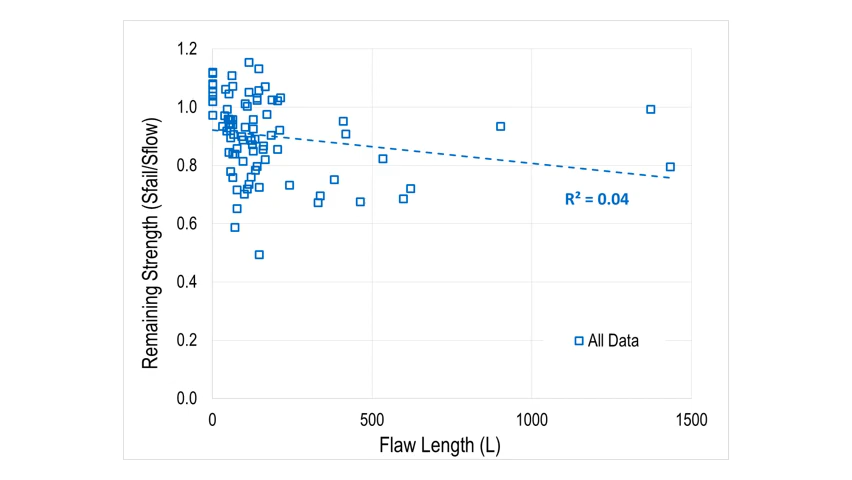 1.2
1.0
0.8
0.6
0.4
0.2
0.0
Remaining Strength (Sfail/Sflow)
R² = 0.04
All Data
0 500 1000 1500
Flaw Length (L)